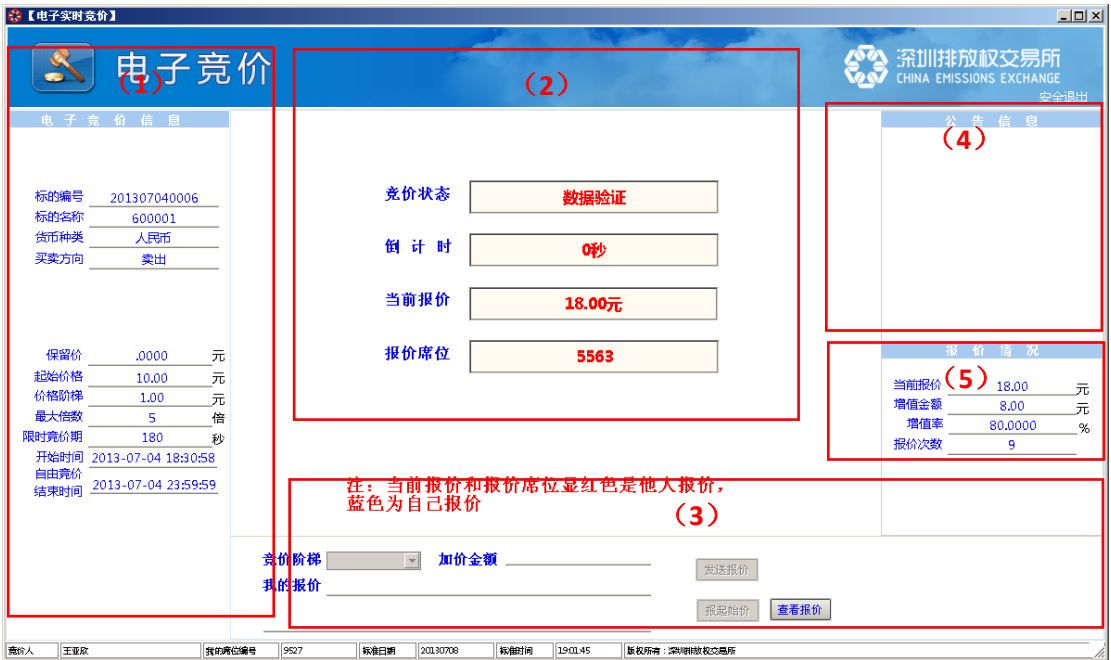 【电子实时竞价】
电子竞价
深圳排放权交易所
CHINA EMISSIONS EXCHANGE
安全退出
（1）
（2）
（4）
电子竞价信息
公告信息
标的编号 201307040006
标的名称 600001
货币种类 人民币
买卖方向 卖出
竞价状态 数据验证
倒计时 0秒
当前报价 18.00元
报价席位 5563
保留价 .0000 元
起始价格 10.00 元
价格阶梯 1.00 元
最大倍数 5 倍
限时竞价期 180 秒
开始时间 2013-07-04 18:30:58
自由竞价
结束时间 2013-07-04 23:59:59
报价情况
（5）
当前报价 18.00 元
增值金额 8.00 元
增值率 80.0000 %
报价次数 9
注：当前报价和报价席位显红色是他人报价，
蓝色为自己报价
（3）
竞价阶梯 加价金额 发送报价
我的报价
报起始价 查看报价
竞价人 王亚欣 我的席位编号 9527 标准日期 20130708 标准时间 19:01:45 版权所有：深圳排放权交易所